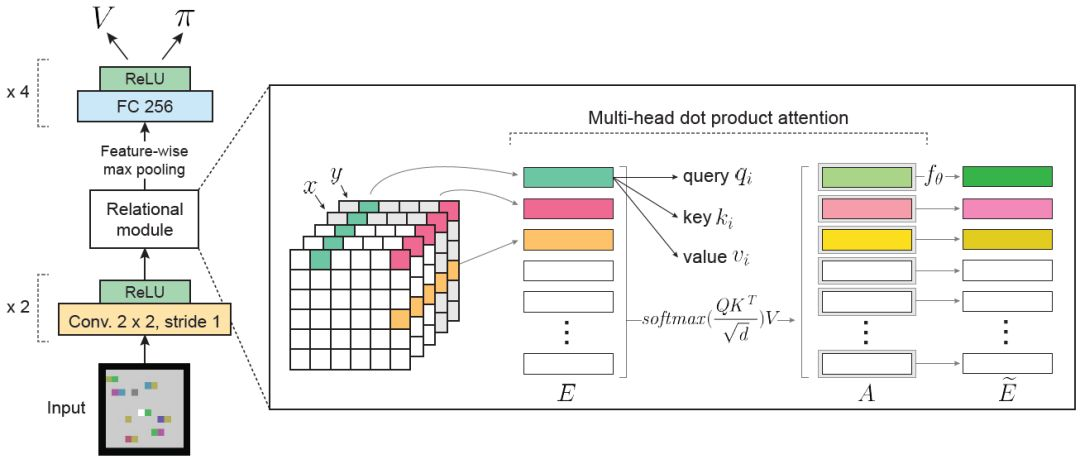 V π
x 4
ReLU
FC 256
Feature-wise
max pooling
Relational
module
x 2
ReLU
Conv. 2 x 2, stride 1
Input
Multi-head dot product attention
x
y
query q_i
key k_i
value v_i
softmax(QK^T/√d)V
f_θ
E
A
Ẽ